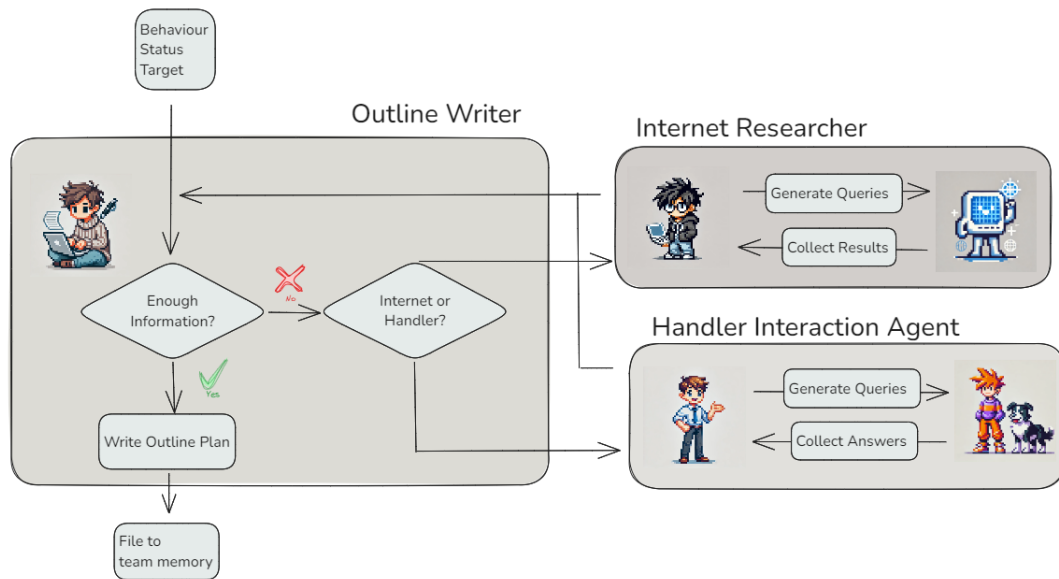 Behaviour
Status
Target
Outline Writer
Internet Researcher
Generate Queries
Collect Results
Enough
Information?
No
Internet or
Handler?
Handler Interaction Agent
Generate Queries
Collect Answers
Yes
Write Outline Plan
File to
team memory